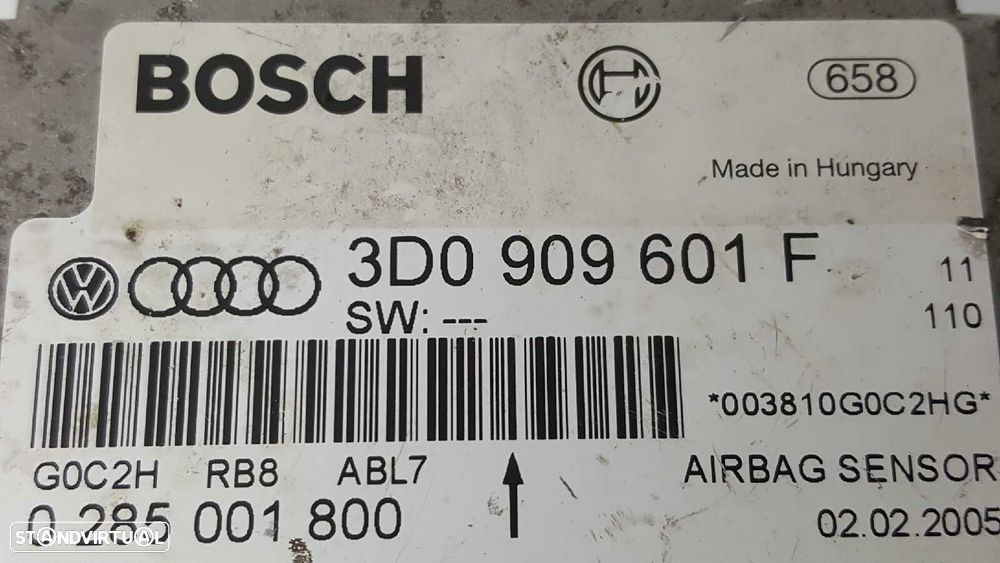 BOSCH
658
Made in Hungary
3D0 909 601 F
11
SW: ---
110
*003810G0C2HG*
G0C2H RB8 ABL7
AIRBAG SENSOR
0 285 001 800
02.02.2005
STANDVIRTUAL